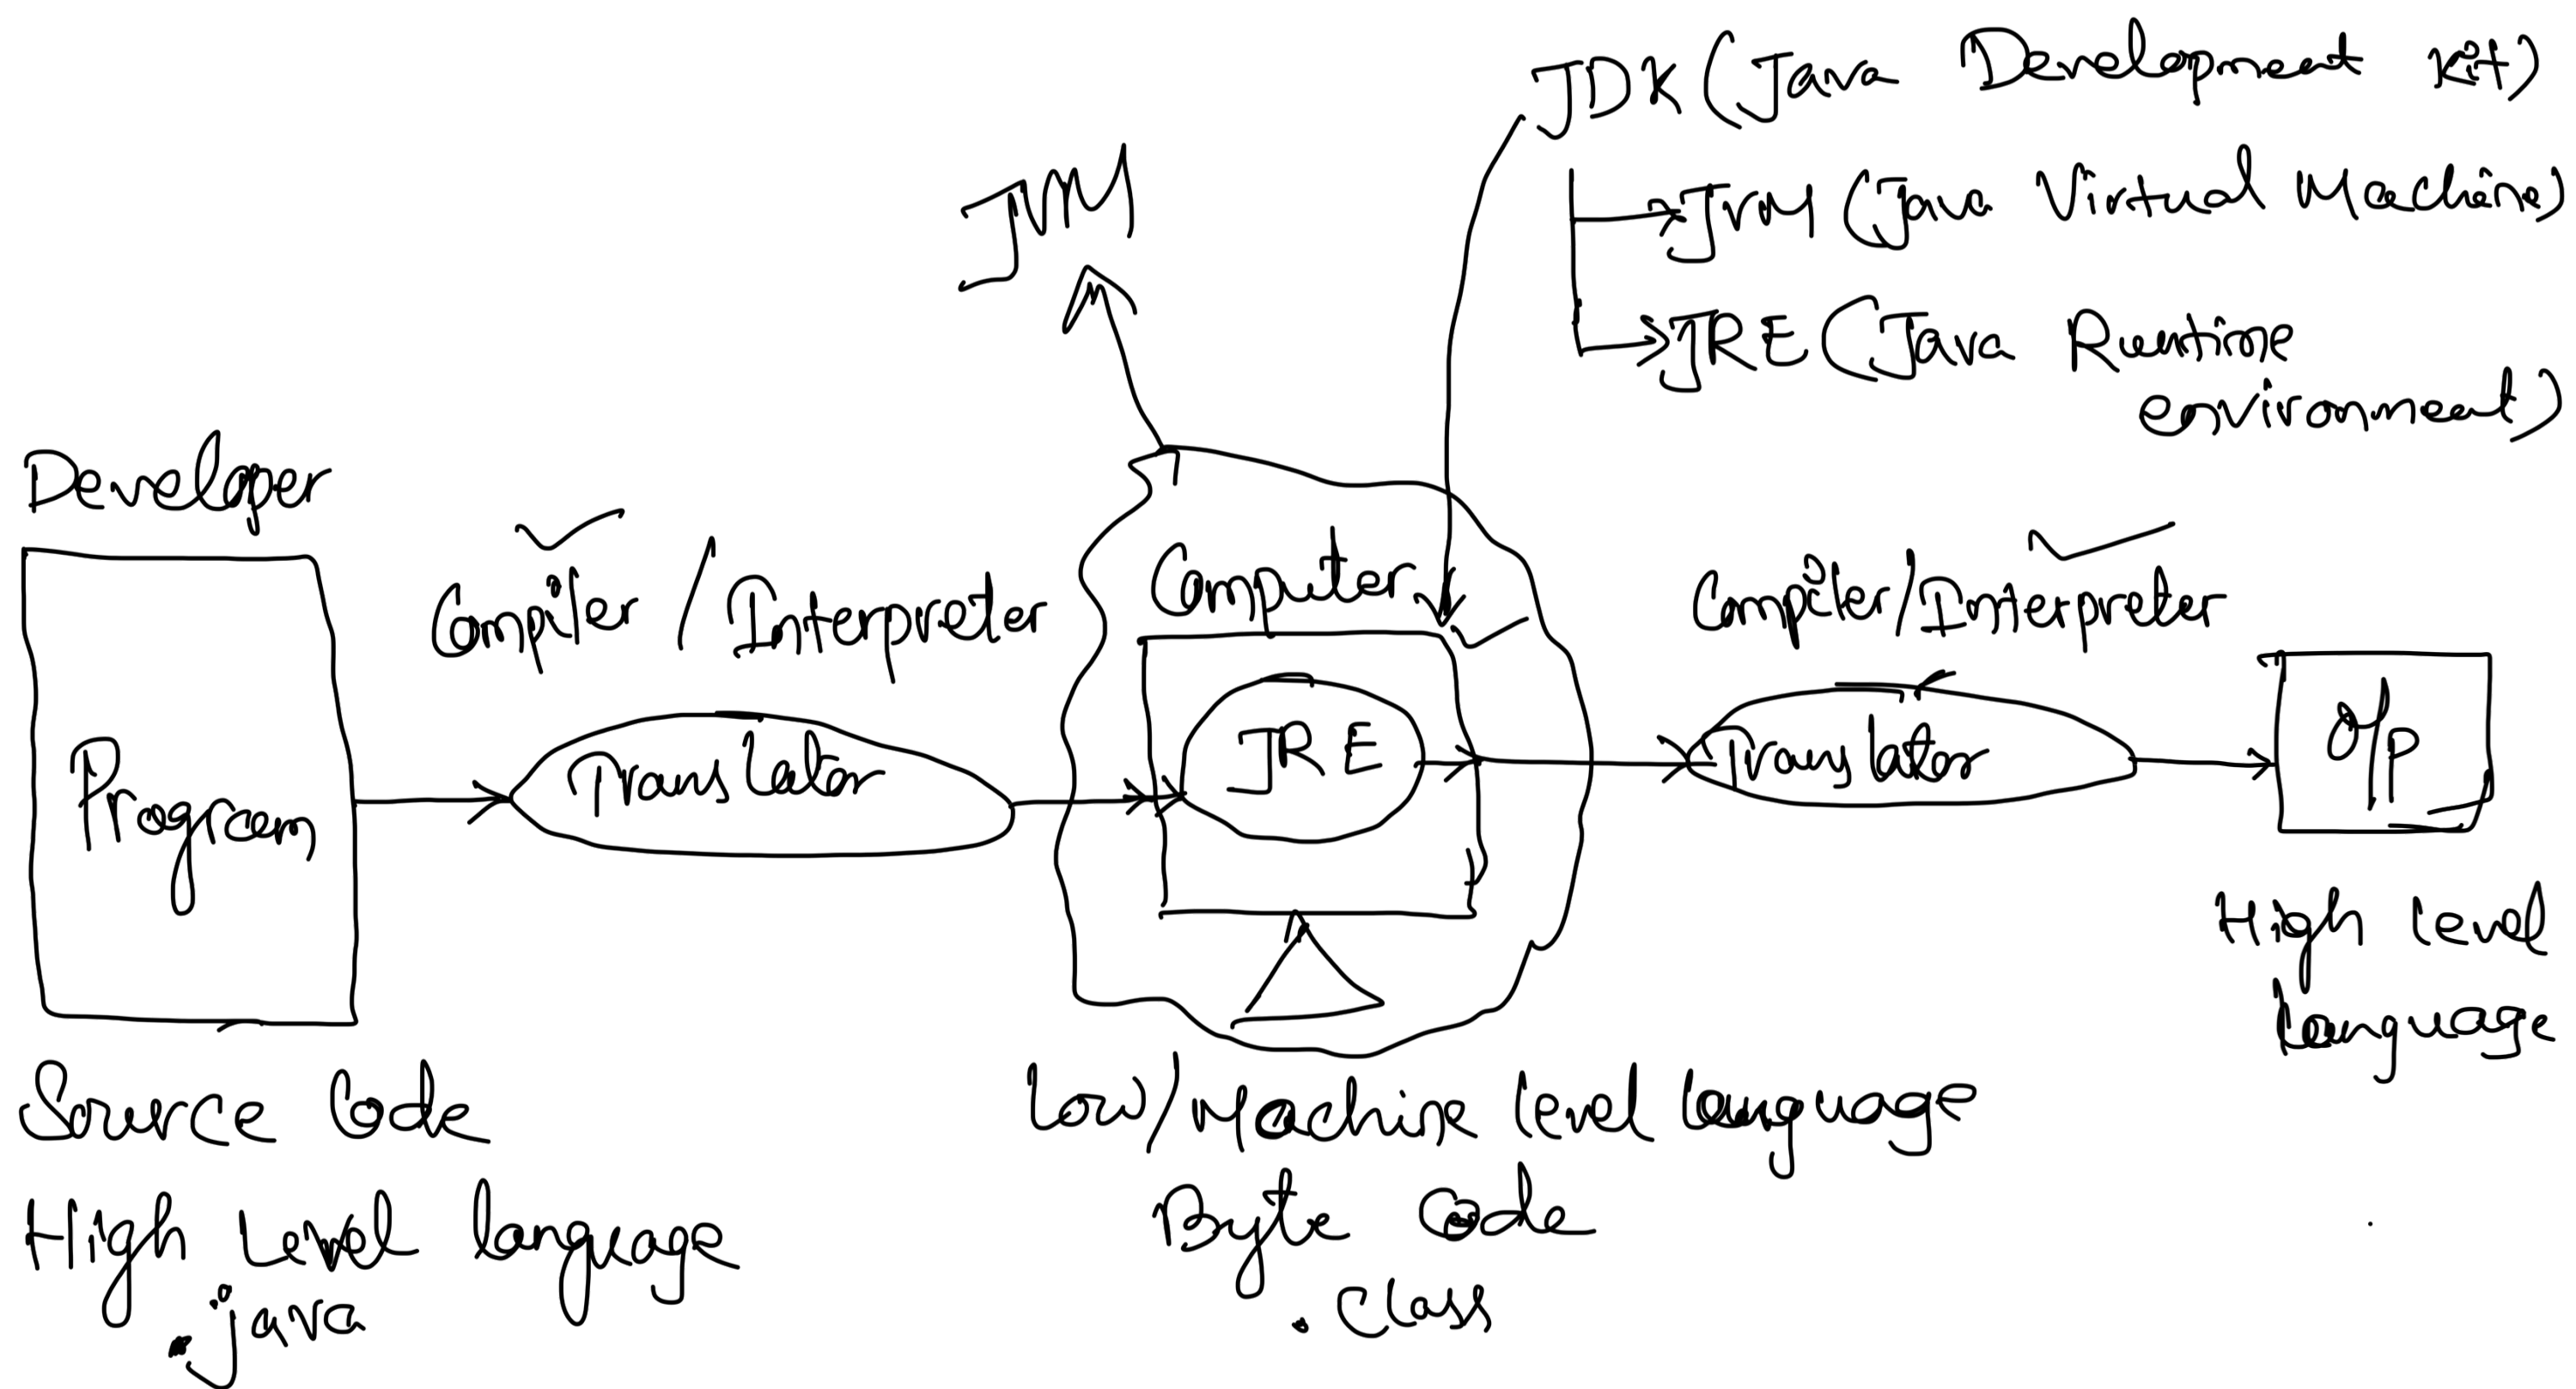 JDK (Java Development Kit)
JVM (Java Virtual Machine)
JRE (Java Runtime
environment)
JVM
Developer
Compiler / Interpreter
Computer
Compiler/Interpreter
Program
Translator
JRE
Translator
O/P
Source Code
High Level language
.java
Low/Machine level language
Byte Code
.class
High level
language